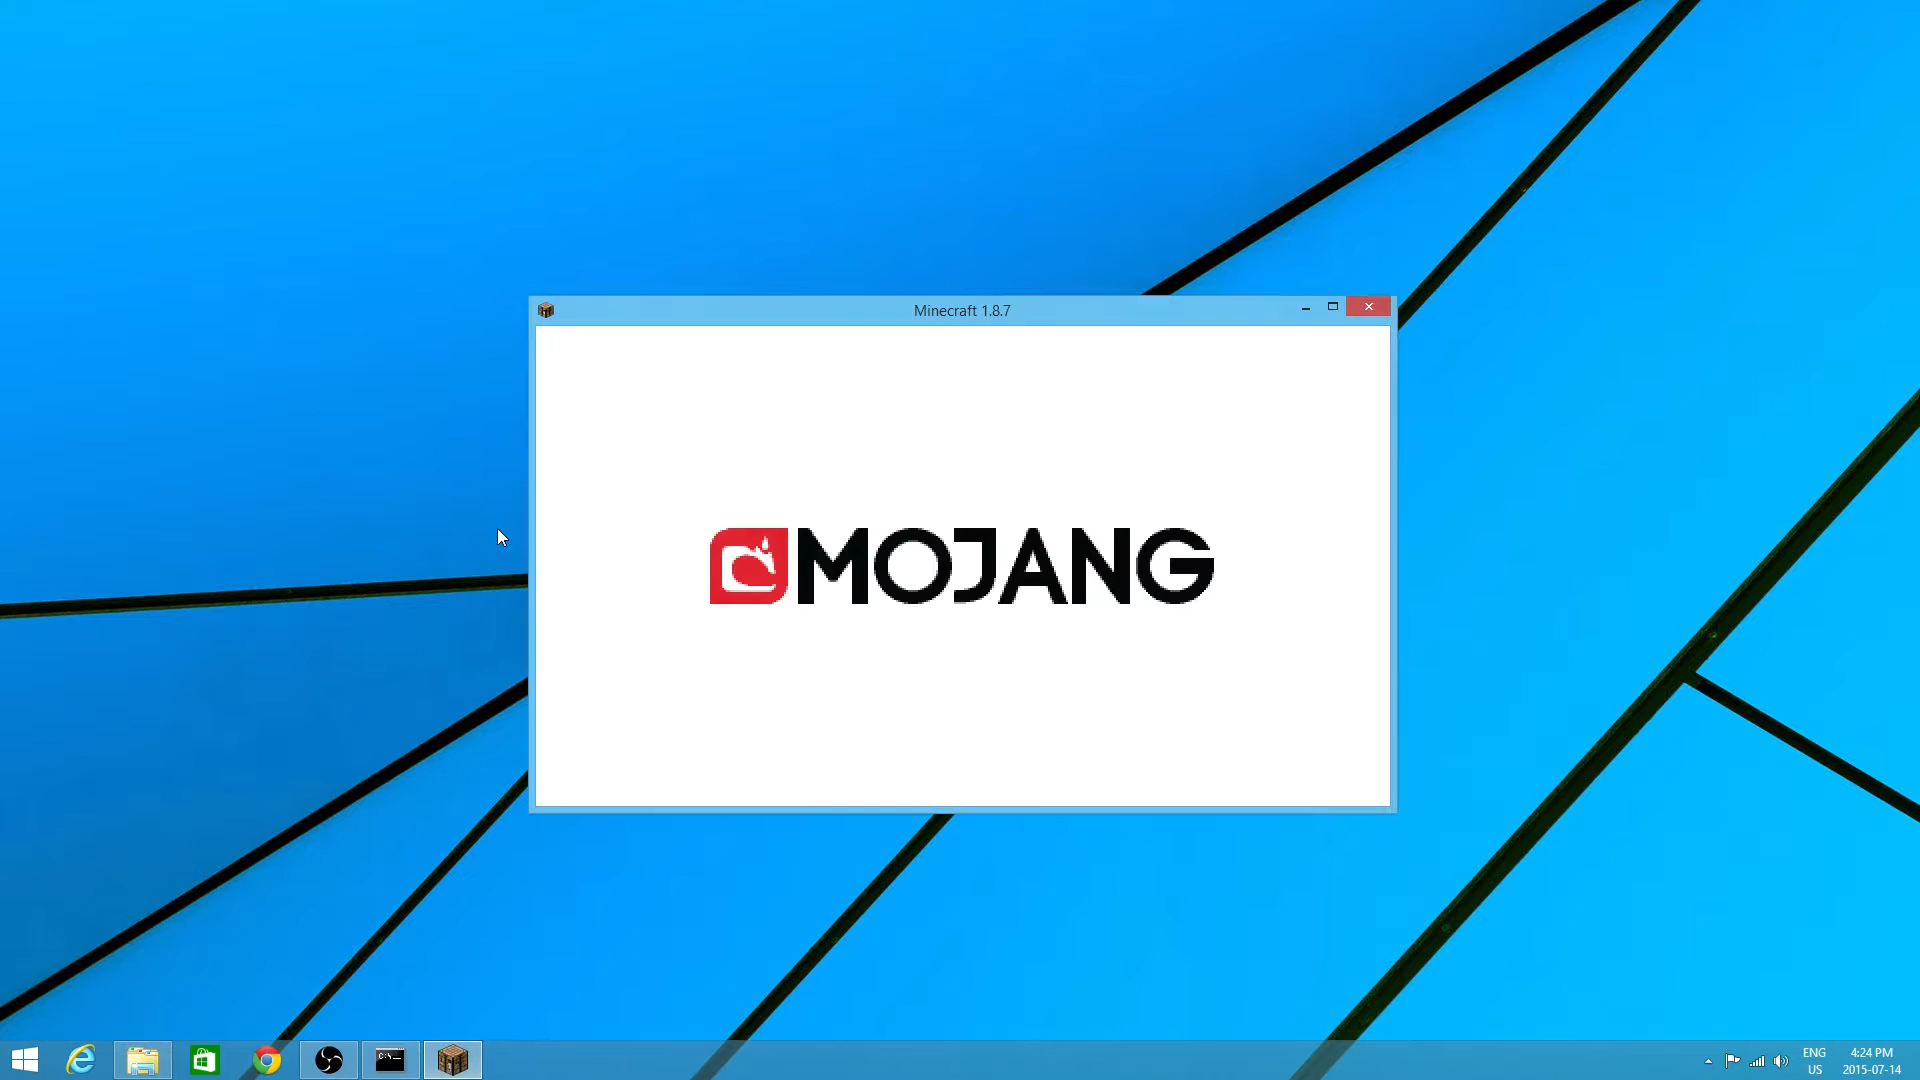 Minecraft 1.8.7
MOJANG
C:\_
ENG
US
4:24 PM
2015-07-14